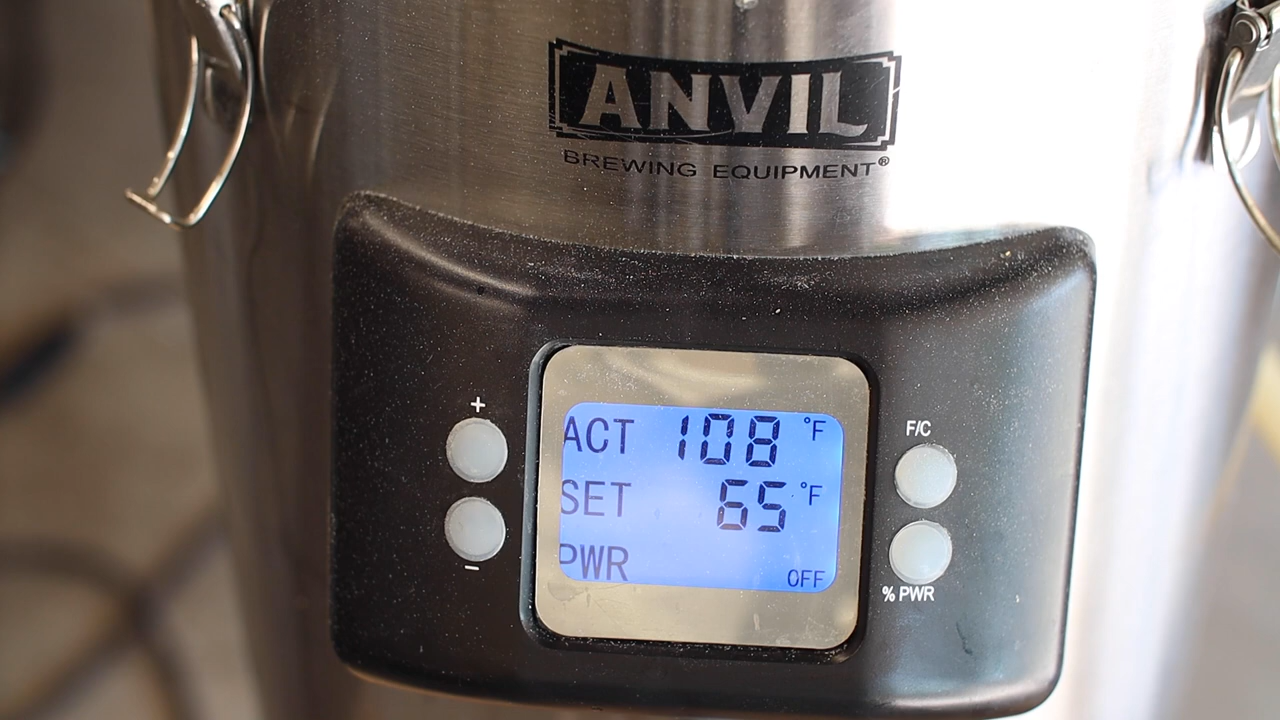 ANVIL
BREWING EQUIPMENT®
+
F/C
ACT 108 °F
SET 65 °F
PWR OFF
−
% PWR